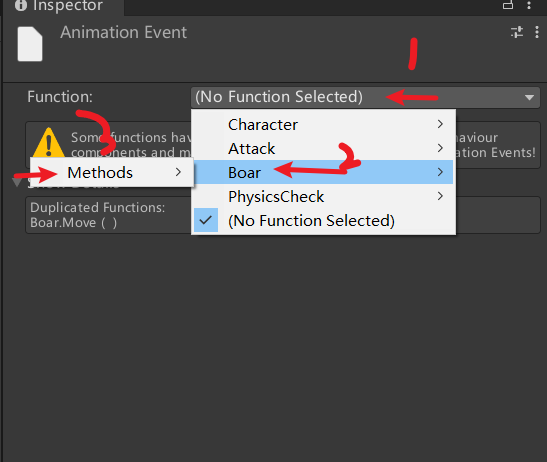 Inspector
Animation Event
1
Function:
(No Function Selected)
Character
3
Some functions hav
haviour
Attack
components and m
ation Events!
2
Methods
Boar
PhysicsCheck
Duplicated Functions:
(No Function Selected)
Boar.Move ( )